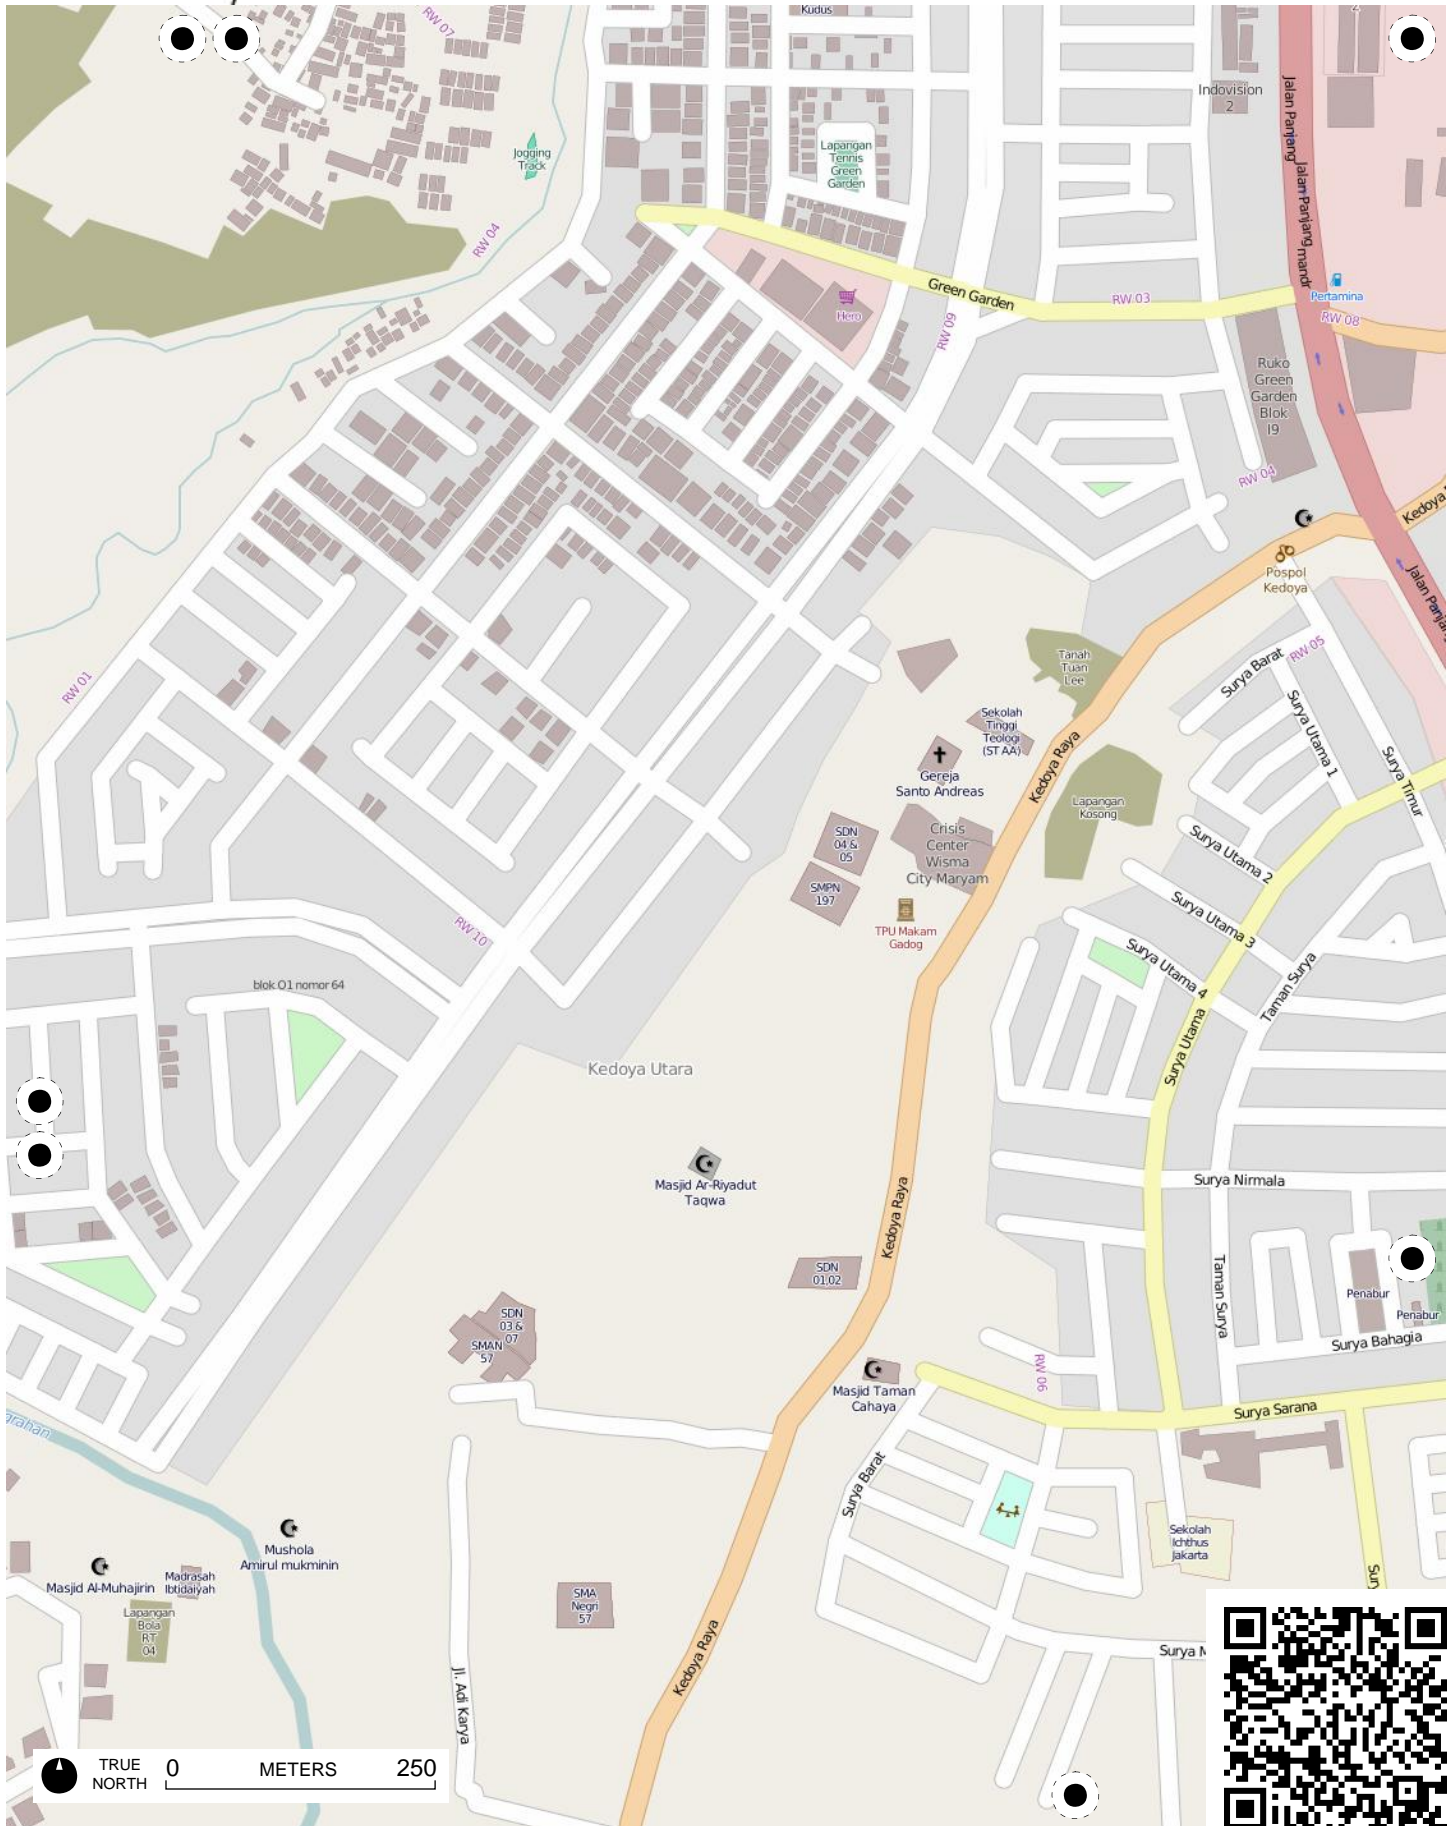 Kudus
RW 07
Indovision
2
2
Jalan Panjang
Jalan Panjang
Jogging
Track
Lapangan
Tennis
Green
Garden
RW 04
Green Garden
RW 03
Hero
RW 09
Pertamina
RW 08
Ruko
Green
Garden
Blok
I9
RW 04
Pospol
Kedoya
RW 05
RW 01
Tanah
Tuan
Lee
Surya Barat
Surya Utama 1
Surya Timur
Sekolah
Tinggi
Teologi
(STAA)
Gereja
Santo Andreas
Kedoya Raya
Lapangan
Kosong
SDN
04 &
05
Crisis
Center
Wisma
City Maryam
SMPN
197
TPU Makam
Gadog
Surya Utama 2
Surya Utama 3
Surya Utama 4
Taman Surya
Surya Utama
RW 10
blok O1 nomor 64
Kedoya Utara
Masjid Ar-Riyadut
Taqwa
Kedoya Raya
Surya Nirmala
Taman Surya
SDN
01,02
Penabur
Penabur
Surya Bahagia
SDN
03 &
07
SMAN
57
Masjid Taman
Cahaya
RW 06
Surya Sarana
grahan
Surya Barat
Sekolah
Ichthus
Jakarta
Mushola
Amirul mukminin
Masjid Al-Muhajirin
Madrasah
Ibtidaiyah
Lapangan
Bola
RT
04
SMA
Negri
57
Kedoya Raya
Jl. Adi Karya
Surya M
TRUE
NORTH
0 METERS 250